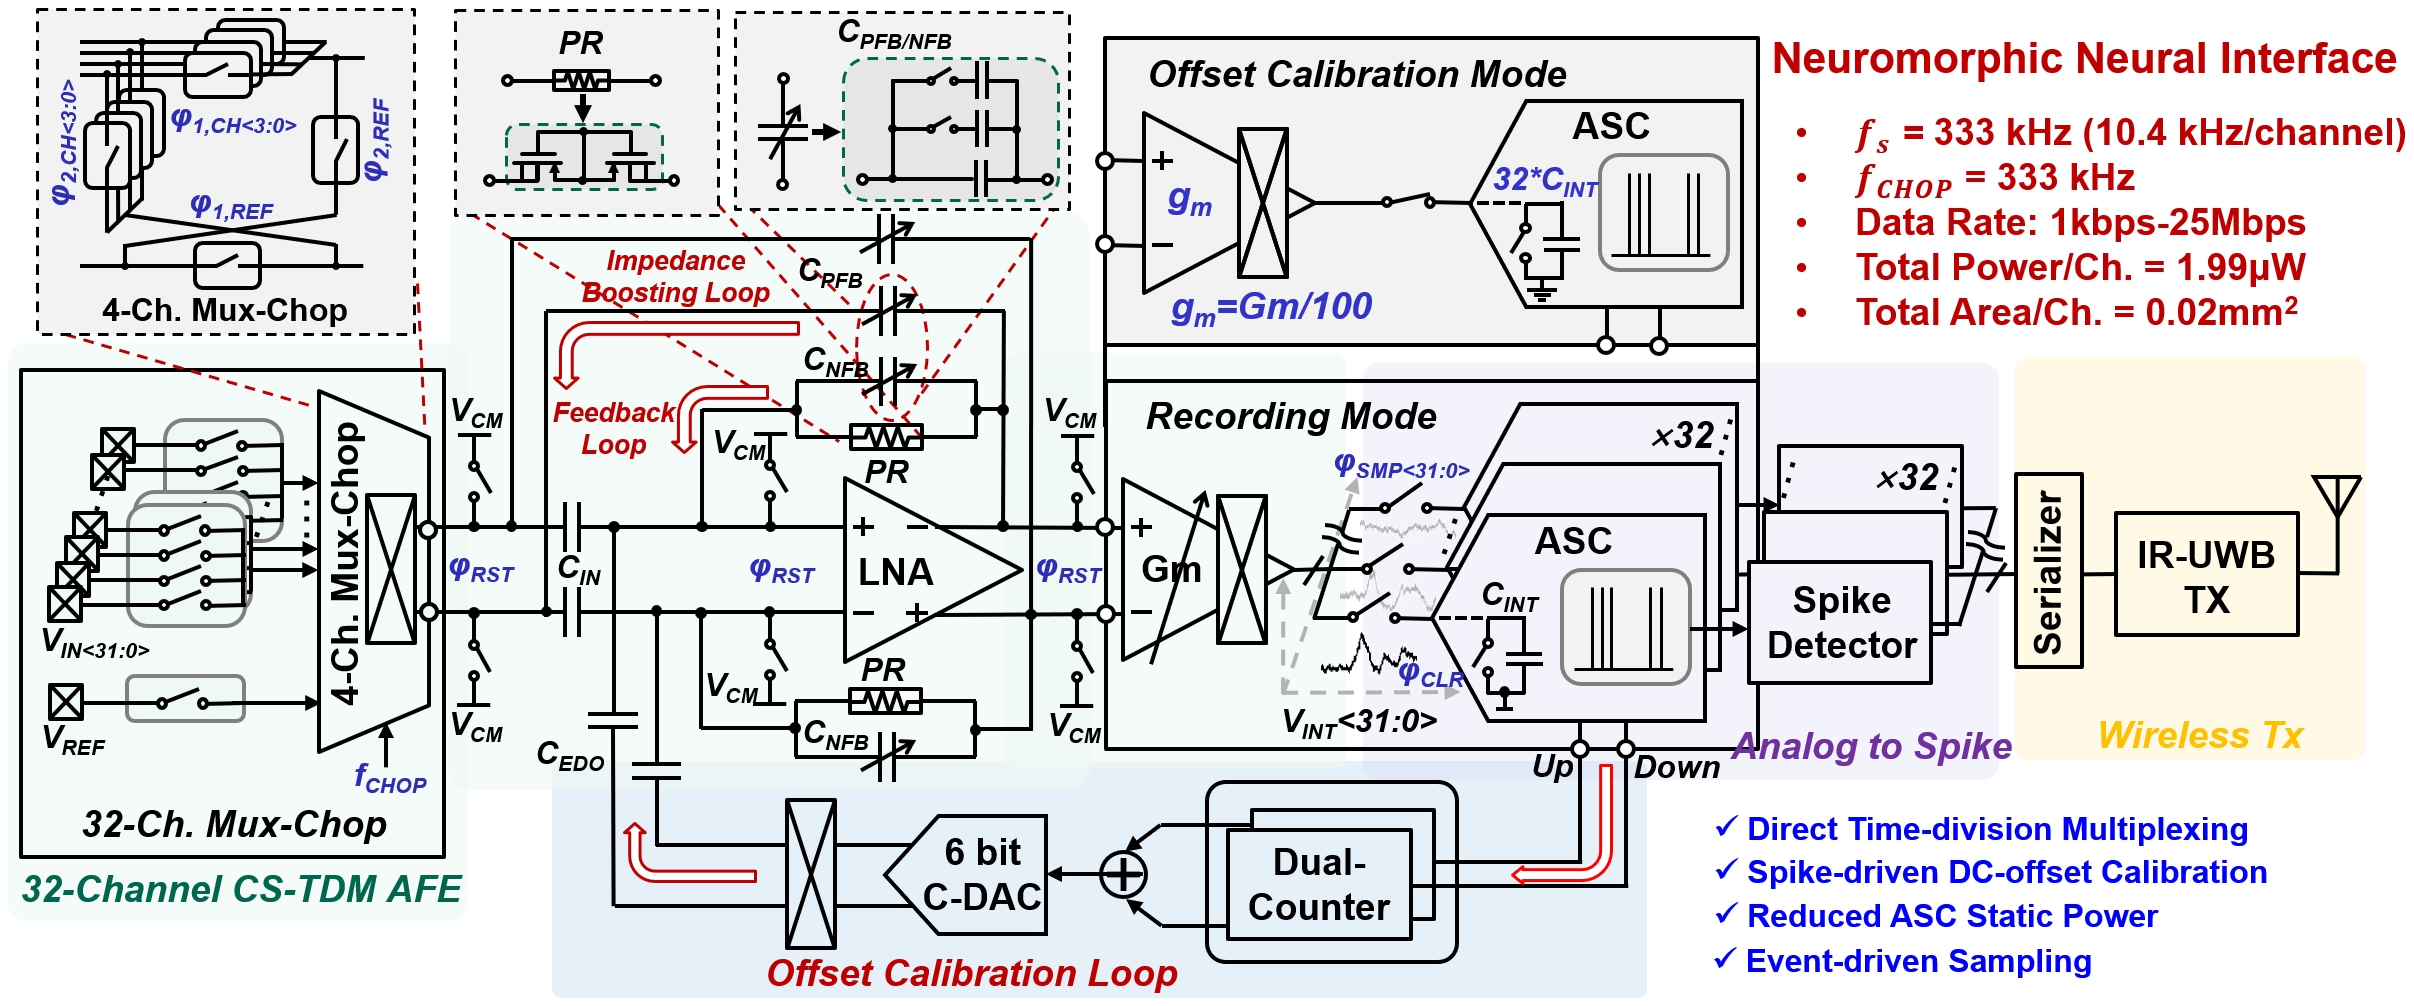 φ2,CH<3:0>
φ1,CH<3:0>
φ1,REF
φ2,REF
4-Ch. Mux-Chop
PR
CPFB/NFB
Offset Calibration Mode
+
−
gm
gm=Gm/100
ASC
32*CINT
Neuromorphic Neural Interface
• fs = 333 kHz (10.4 kHz/channel)
• fCHOP = 333 kHz
• Data Rate: 1kbps-25Mbps
• Total Power/Ch. = 1.99μW
• Total Area/Ch. = 0.02mm²
Impedance
Boosting Loop
CPFB
CNFB
Feedback
Loop
PR
VCM
VCM
VCM
VIN<31:0>
VREF
4-Ch. Mux-Chop
fCHOP
32-Ch. Mux-Chop
32-Channel CS-TDM AFE
φRST
CIN
φRST
+ −
LNA
− +
φRST
VCM
VCM
VCM
PR
CNFB
CEDO
Recording Mode
+
Gm
−
φSMP<31:0>
×32
ASC
CINT
φCLR
VINT<31:0>
×32
Spike
Detector
Serializer
IR-UWB
TX
Wireless Tx
Analog to Spike
Up
Down
6 bit
C-DAC
Dual-
Counter
Offset Calibration Loop
✓ Direct Time-division Multiplexing
✓ Spike-driven DC-offset Calibration
✓ Reduced ASC Static Power
✓ Event-driven Sampling